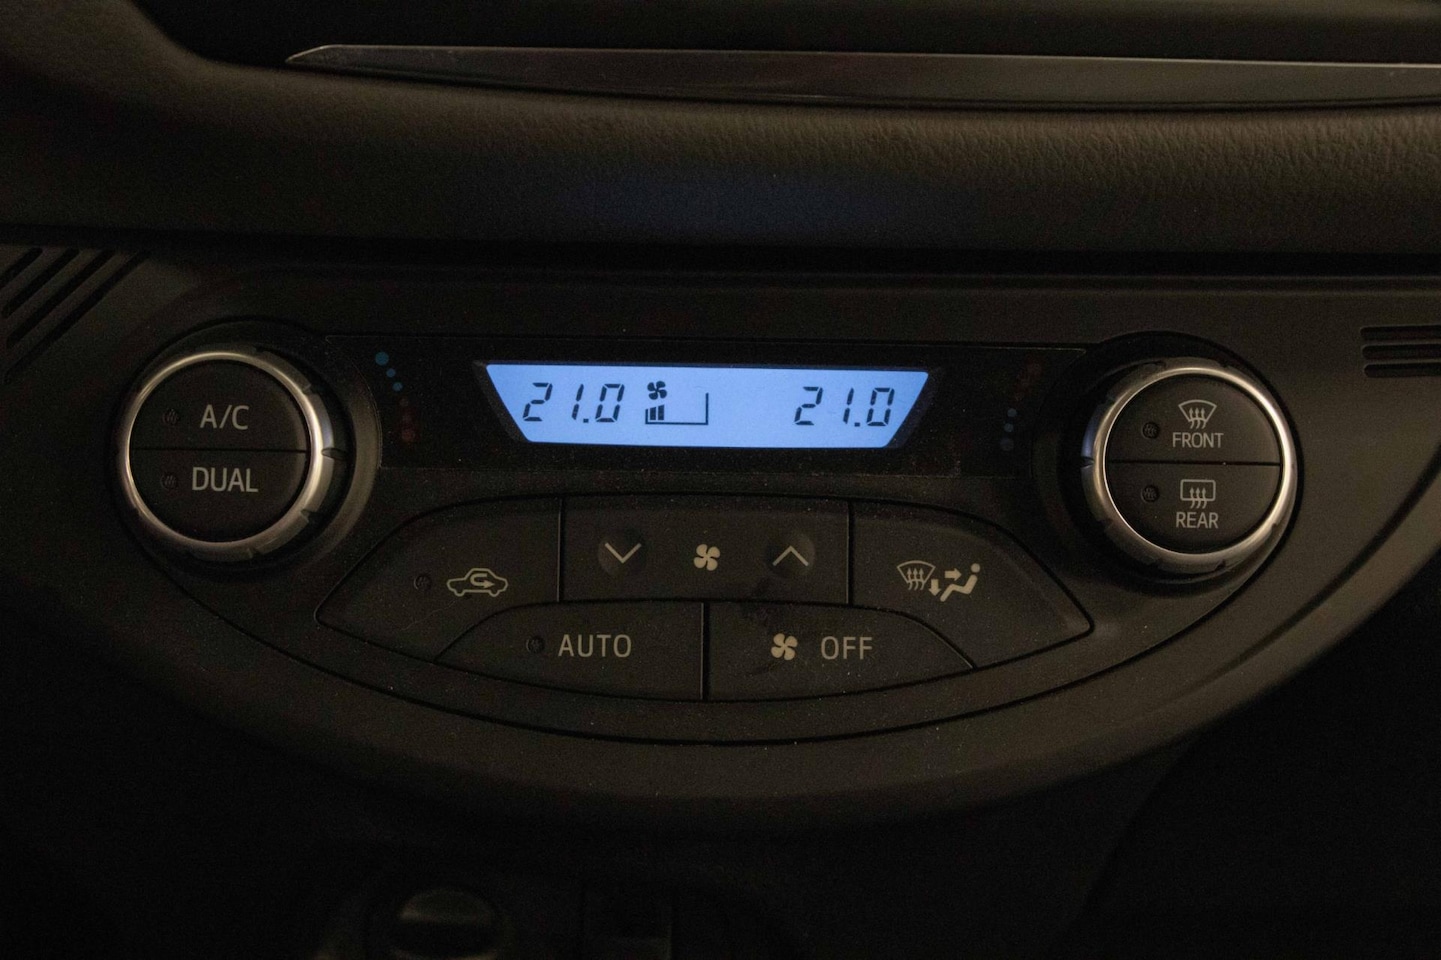 21.0 21.0
A/C
DUAL
FRONT
REAR
AUTO
OFF